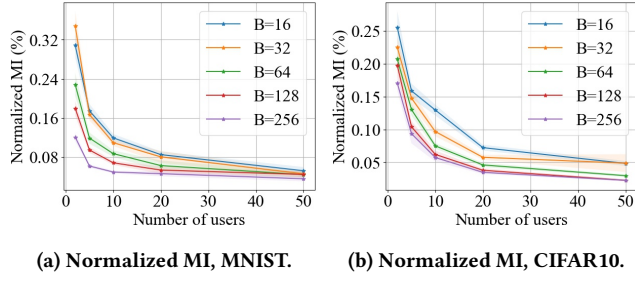 Normalized MI (%)
0.32
0.24
0.16
0.08
0 10 20 30 40 50
Number of users
B=16
B=32
B=64
B=128
B=256
(a) Normalized MI, MNIST.
Normalized MI (%)
0.25
0.20
0.15
0.10
0.05
0 10 20 30 40 50
Number of users
B=16
B=32
B=64
B=128
B=256
(b) Normalized MI, CIFAR10.